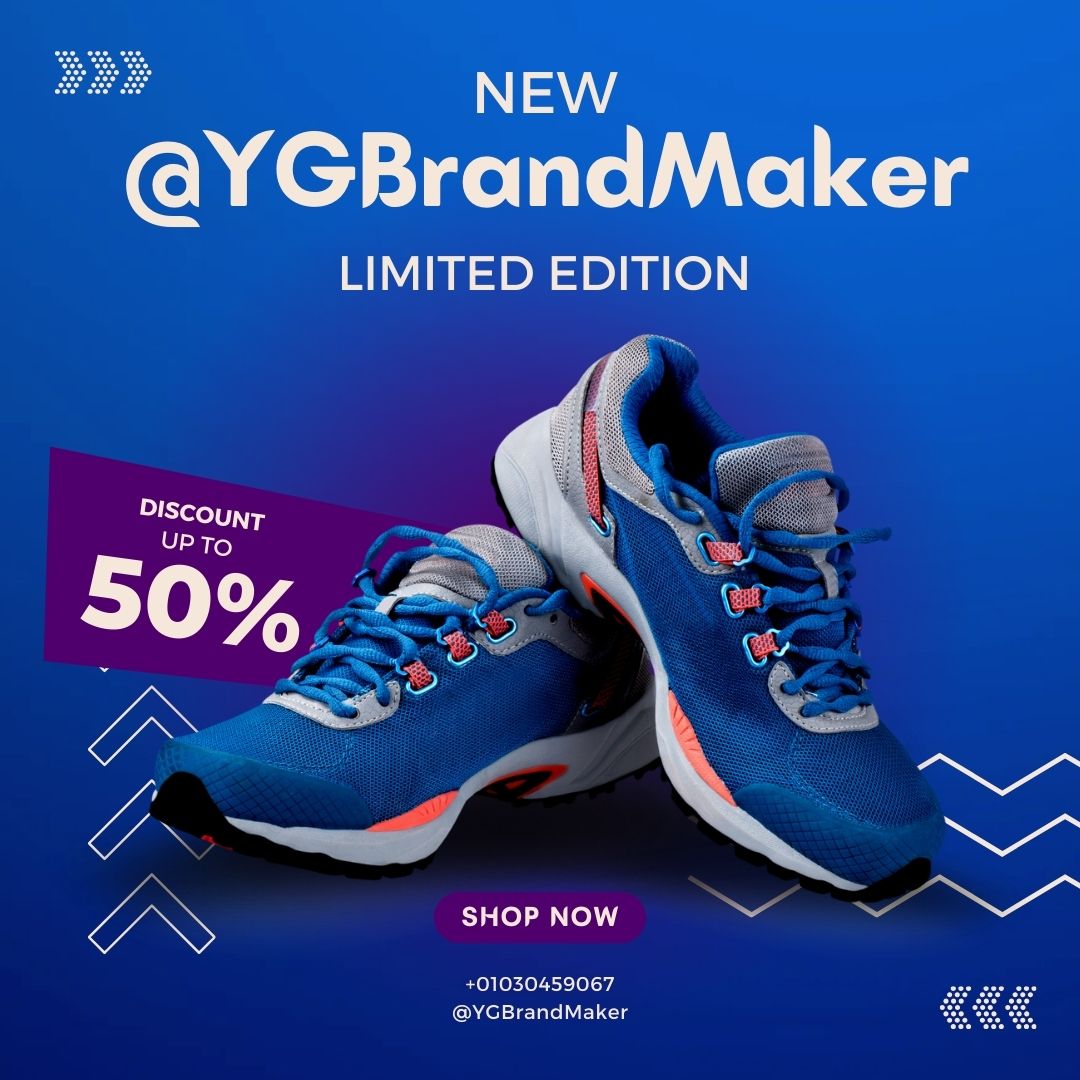 NEW
@YGBrandMaker
LIMITED EDITION
DISCOUNT
UP TO
50%
SHOP NOW
+01030459067
@YGBrandMaker